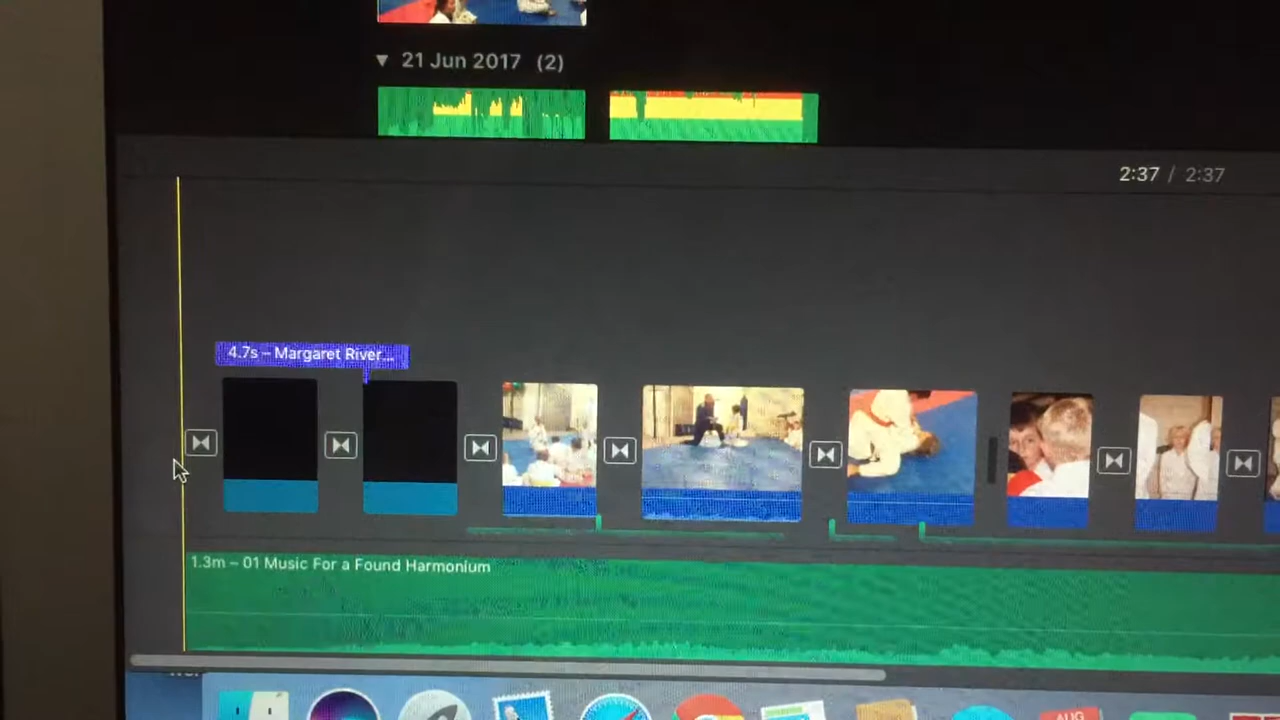 21 Jun 2017 (2)
2:37 / 2:37
4.7s – Margaret River...
1.3m – 01 Music For a Found Harmonium
AUG